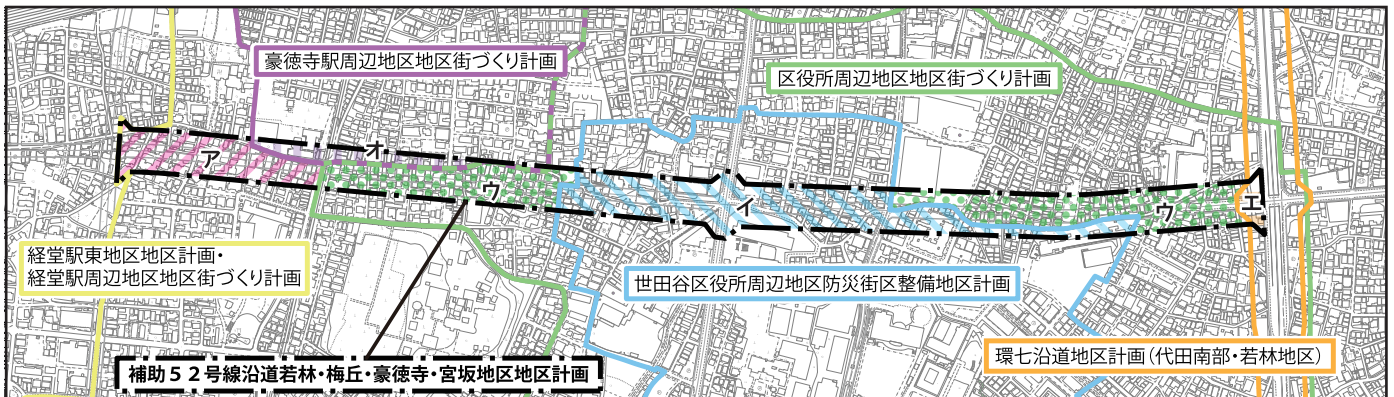 豪徳寺駅周辺地区地区街づくり計画
区役所周辺地区地区街づくり計画
ア
オ
ウ
イ
ウ
エ
経堂駅東地区地区計画・
経堂駅周辺地区地区街づくり計画
世田谷区役所周辺地区防災街区整備地区計画
環七沿道地区計画(代田南部・若林地区)
補助52号線沿道若林・梅丘・豪徳寺・宮坂地区地区計画